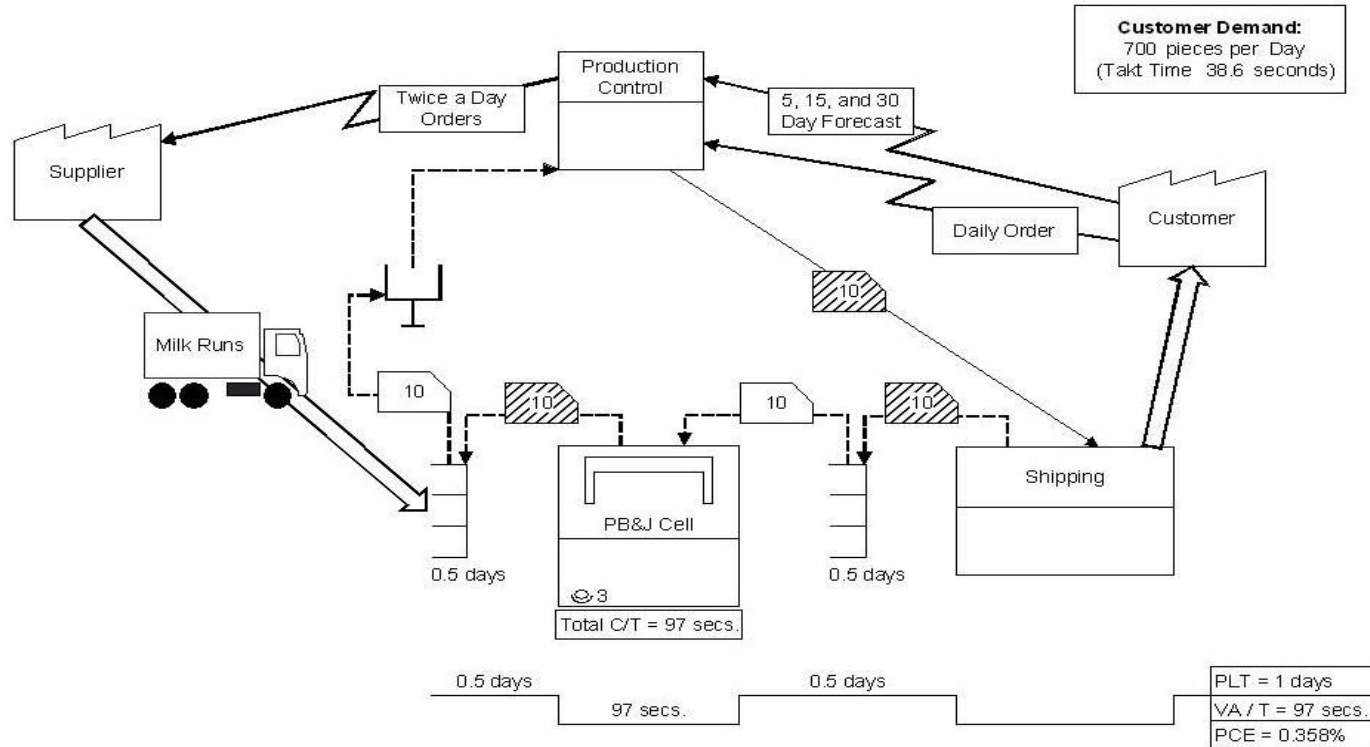 Customer Demand:
700 pieces per Day
(Takt Time 38.6 seconds)
Production
Control
Twice a Day
Orders
5, 15, and 30
Day Forecast
Supplier
Customer
Daily Order
10
Milk Runs
10
10
10
10
Shipping
PB&J Cell
0.5 days
0.5 days
3
Total C/T = 97 secs.
0.5 days
0.5 days
PLT = 1 days
97 secs.
VA / T = 97 secs.
PCE = 0.358%